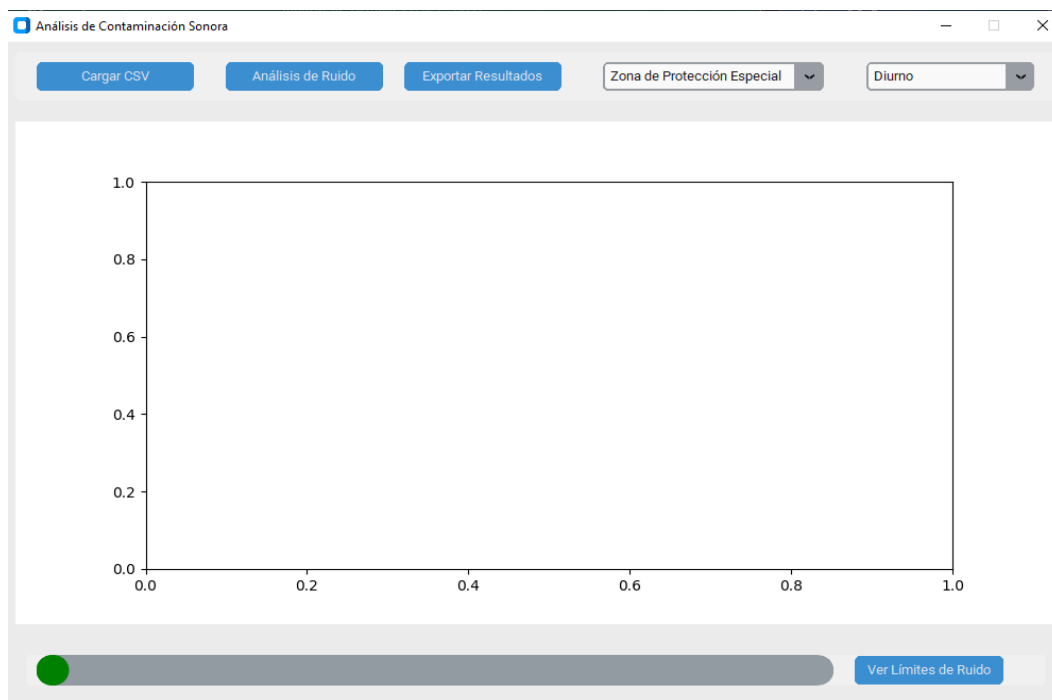 Análisis de Contaminación Sonora
Cargar CSV
Análisis de Ruido
Exportar Resultados
Zona de Protección Especial
Diurno
1.0
0.8
0.6
0.4
0.2
0.0
0.0 0.2 0.4 0.6 0.8 1.0
Ver Límites de Ruido